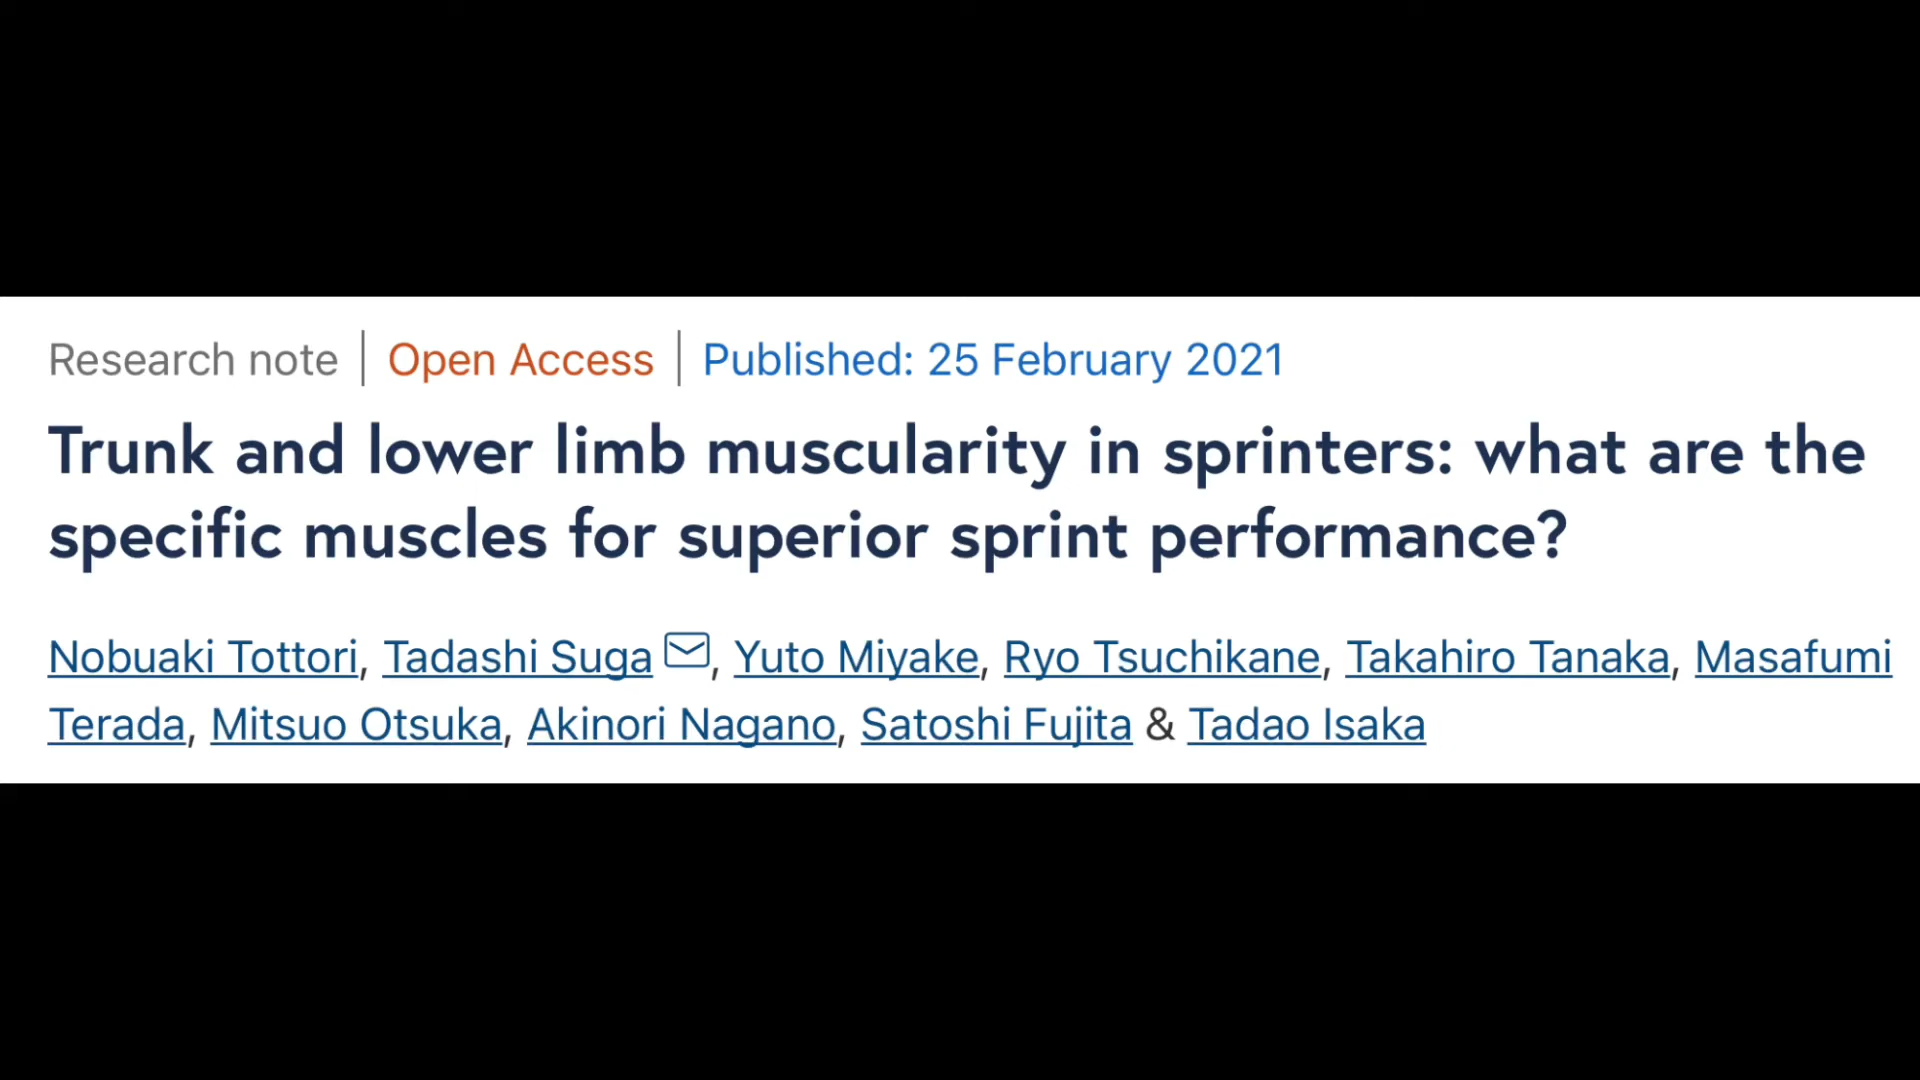 Research note | Open Access | Published: 25 February 2021
Trunk and lower limb muscularity in sprinters: what are the
specific muscles for superior sprint performance?
Nobuaki Tottori, Tadashi Suga, Yuto Miyake, Ryo Tsuchikane, Takahiro Tanaka, Masafumi
Terada, Mitsuo Otsuka, Akinori Nagano, Satoshi Fujita & Tadao Isaka